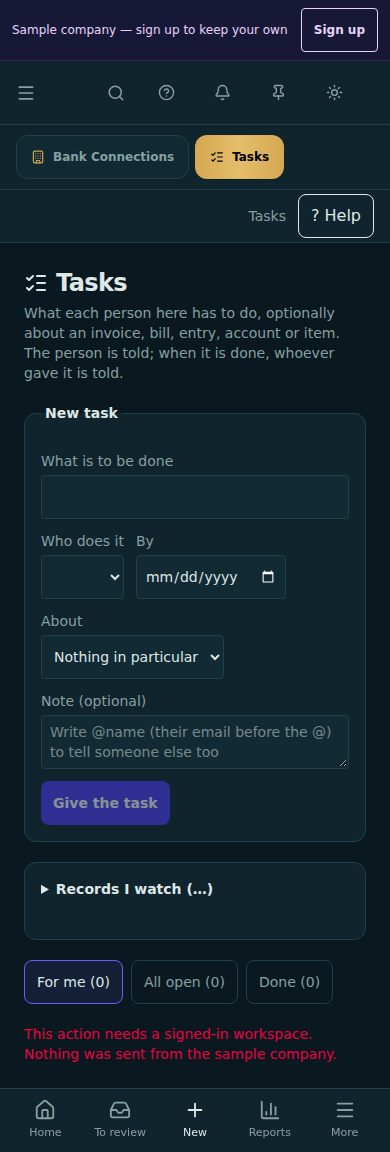 Sample company — sign up to keep your own
Sign up
Bank Connections
Tasks
Tasks
? Help
Tasks
What each person here has to do, optionally
about an invoice, bill, entry, account or item.
The person is told; when it is done, whoever
gave it is told.
New task
What is to be done
Who does it By
mm/dd/yyyy
About
Nothing in particular
Note (optional)
Write @name (their email before the @)
to tell someone else too
Give the task
Records I watch (…)
For me (0)
All open (0)
Done (0)
This action needs a signed-in workspace.
Nothing was sent from the sample company.
Home
To review
New
Reports
More